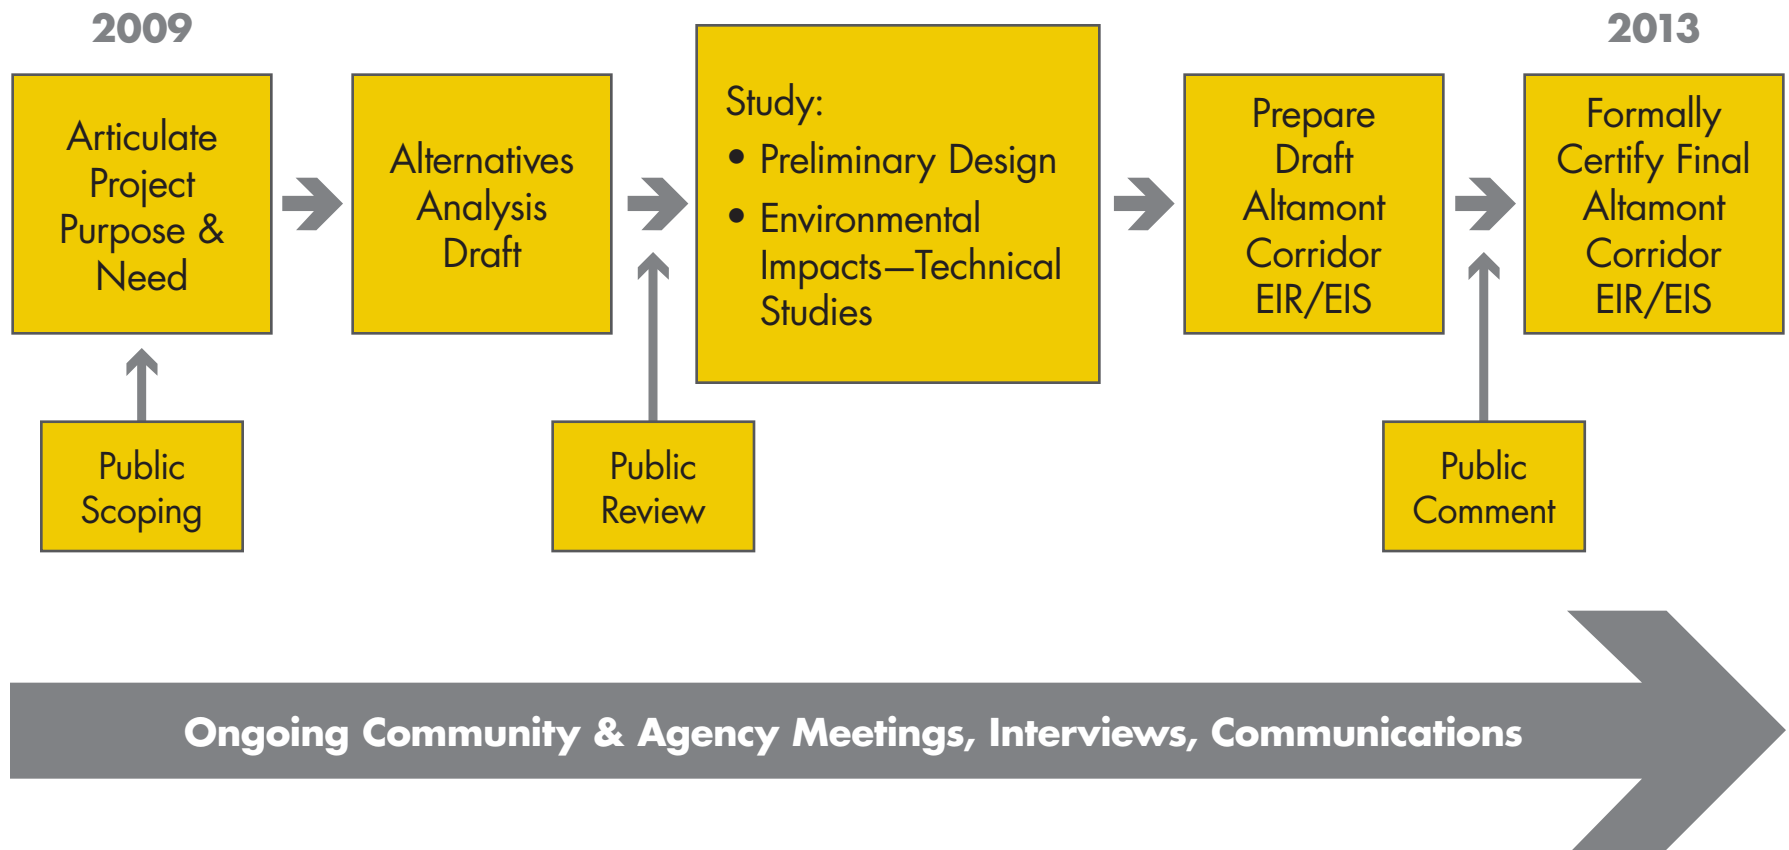 2009
2013
Articulate
Project
Purpose &
Need
Alternatives
Analysis
Draft
Study:
• Preliminary Design
• Environmental
Impacts—Technical
Studies
Prepare
Draft
Altamont
Corridor
EIR/EIS
Formally
Certify Final
Altamont
Corridor
EIR/EIS
Public
Scoping
Public
Review
Public
Comment
Ongoing Community & Agency Meetings, Interviews, Communications